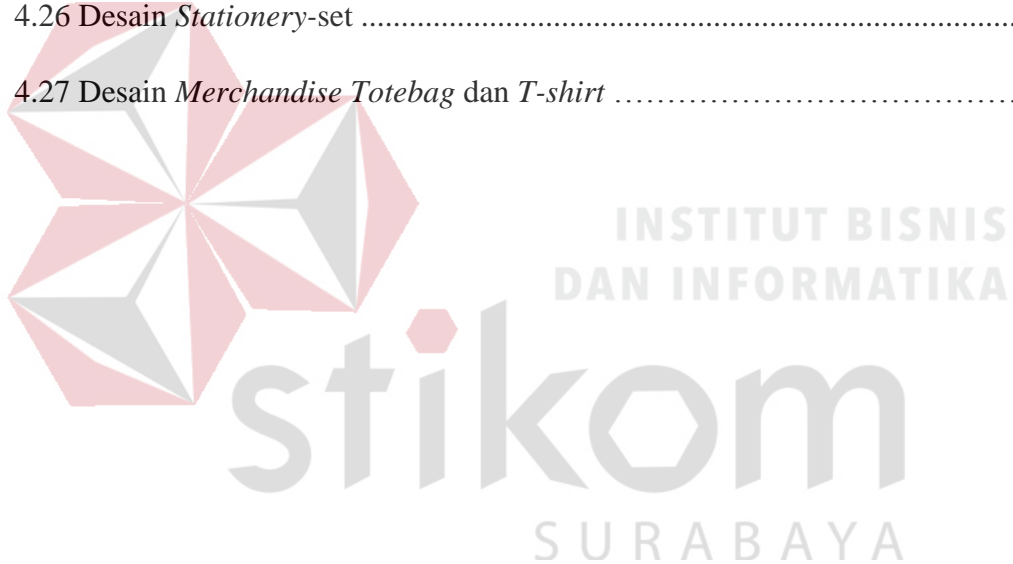 4.26 Desain Stationery-set ........................................................................................................
4.27 Desain Merchandise Totebag dan T-shirt ……………………………………
INSTITUT BISNIS
DAN INFORMATIKA
stikom
SURABAYA